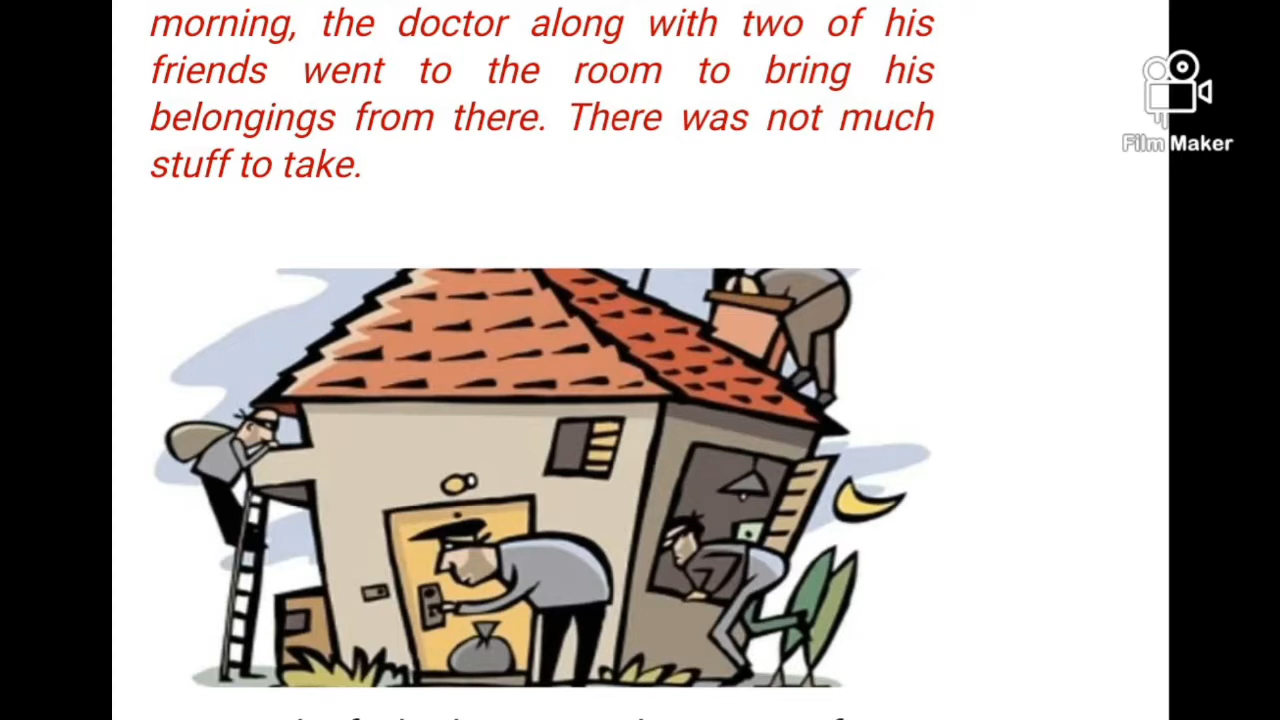 morning, the doctor along with two of his
friends went to the room to bring his
belongings from there. There was not much
stuff to take.
Film Maker